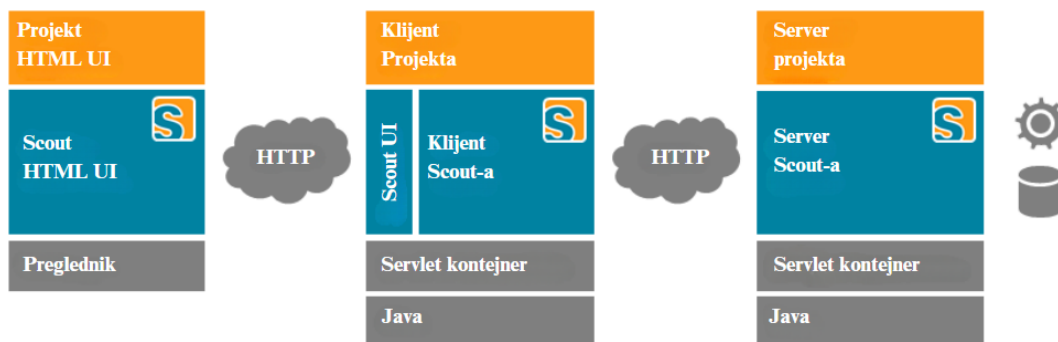 Projekt
HTML UI
Scout
HTML UI
Preglednik
HTTP
Klijent
Projekta
Scout UI
Klijent
Scout-a
Servlet kontejner
Java
HTTP
Server
projekta
Server
Scout-a
Servlet kontejner
Java